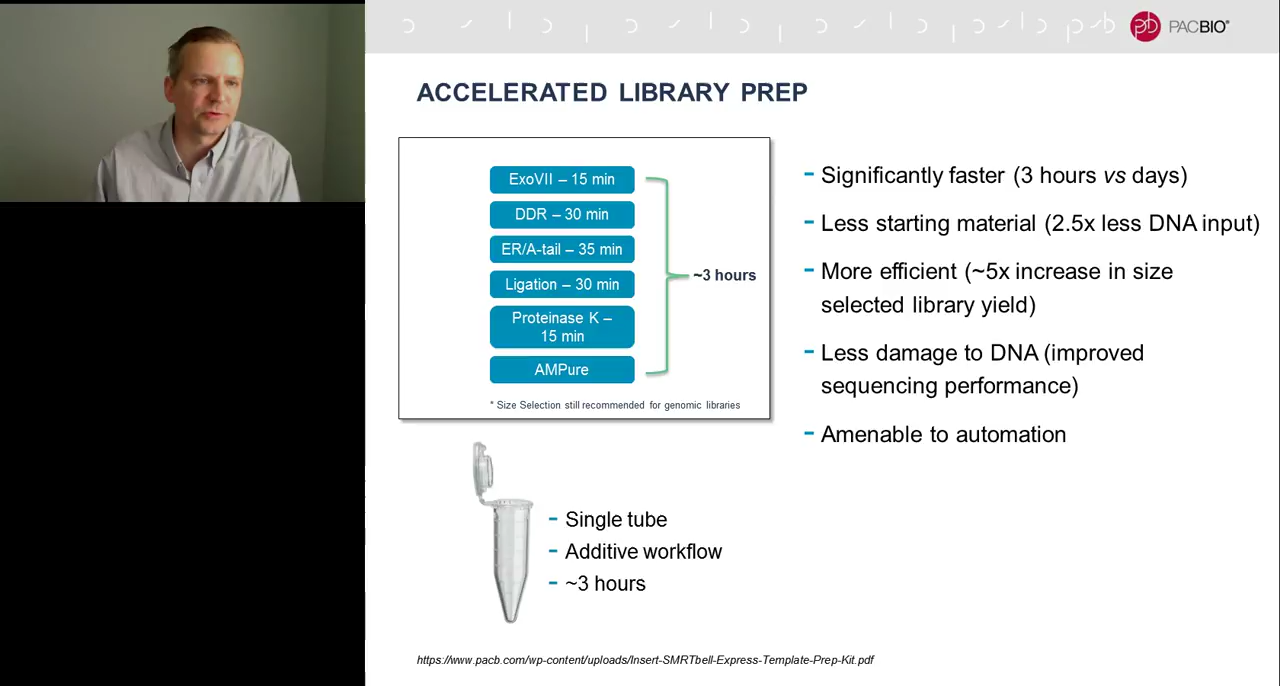 PACBIO®
ACCELERATED LIBRARY PREP
ExoVII – 15 min
DDR – 30 min
ER/A-tail – 35 min
Ligation – 30 min
Proteinase K –
15 min
AMPure
~3 hours
* Size Selection still recommended for genomic libraries
- Single tube
- Additive workflow
- ~3 hours
- Significantly faster (3 hours vs days)
- Less starting material (2.5x less DNA input)
- More efficient (~5x increase in size
selected library yield)
- Less damage to DNA (improved
sequencing performance)
- Amenable to automation
https://www.pacb.com/wp-content/uploads/Insert-SMRTbell-Express-Template-Prep-Kit.pdf